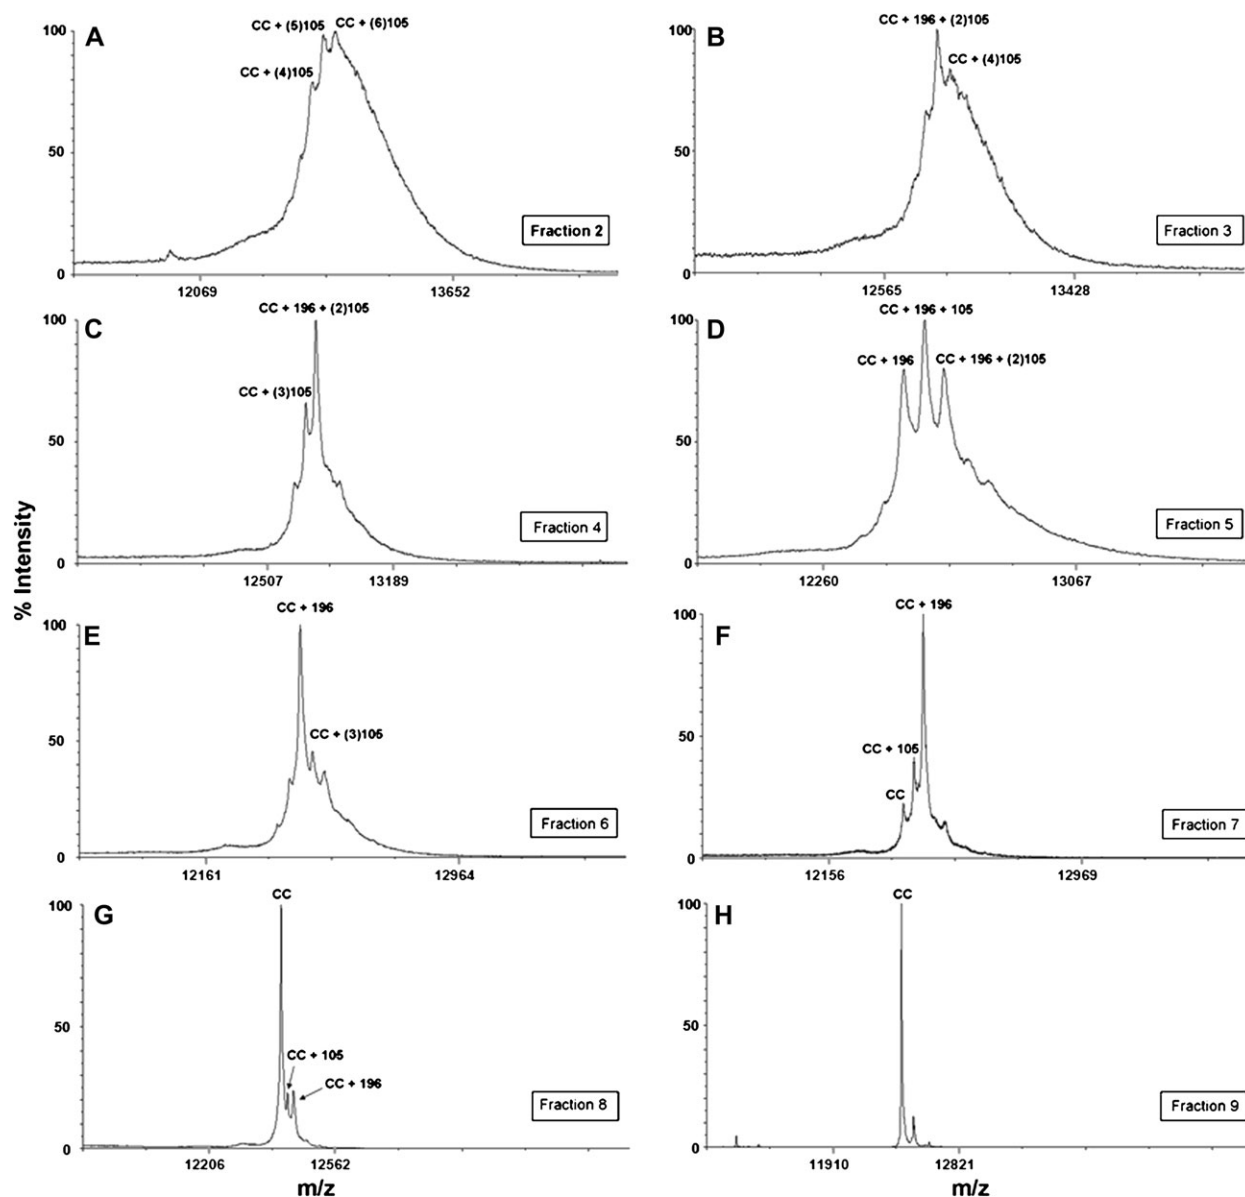 A
CC + (5)105
CC + (6)105
CC + (4)105
100
50
0
12069
13652
Fraction 2
B
CC + 196 + (2)105
CC + (4)105
100
50
0
12565
13428
Fraction 3
C
CC + 196 + (2)105
CC + (3)105
100
50
0
12507
13189
Fraction 4
D
CC + 196 + 105
CC + 196
CC + 196 + (2)105
100
50
0
12260
13067
Fraction 5
% Intensity
E
CC + 196
CC + (3)105
100
50
0
12161
12964
Fraction 6
F
CC + 196
CC + 105
CC
100
50
0
12156
12969
Fraction 7
G
CC
CC + 105
CC + 196
100
50
0
12206
12562
Fraction 8
m/z
H
CC
100
50
0
11910
12821
Fraction 9
m/z